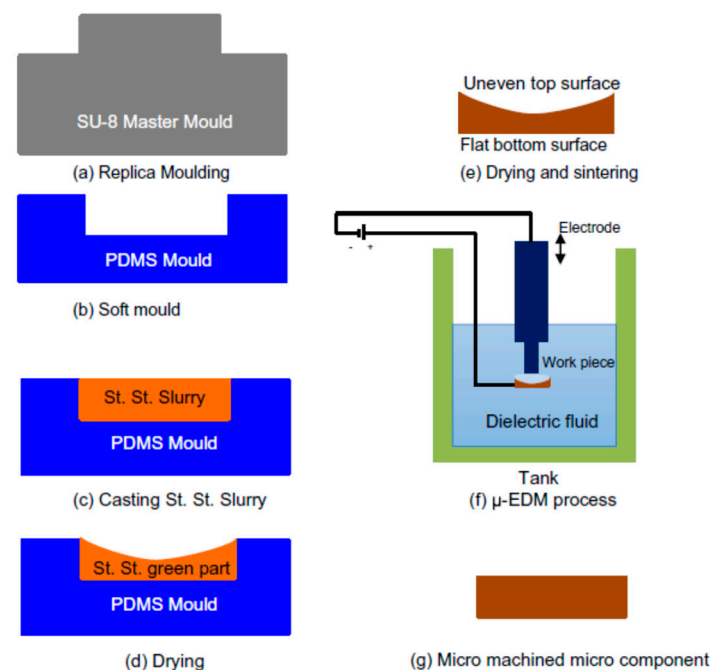 SU-8 Master Mould
(a) Replica Moulding
PDMS Mould
(b) Soft mould
St. St. Slurry
PDMS Mould
(c) Casting St. St. Slurry
St. St. green part
PDMS Mould
(d) Drying
Uneven top surface
Flat bottom surface
(e) Drying and sintering
Electrode
- +
Work piece
Dielectric fluid
Tank
(f) µ-EDM process
(g) Micro machined micro component